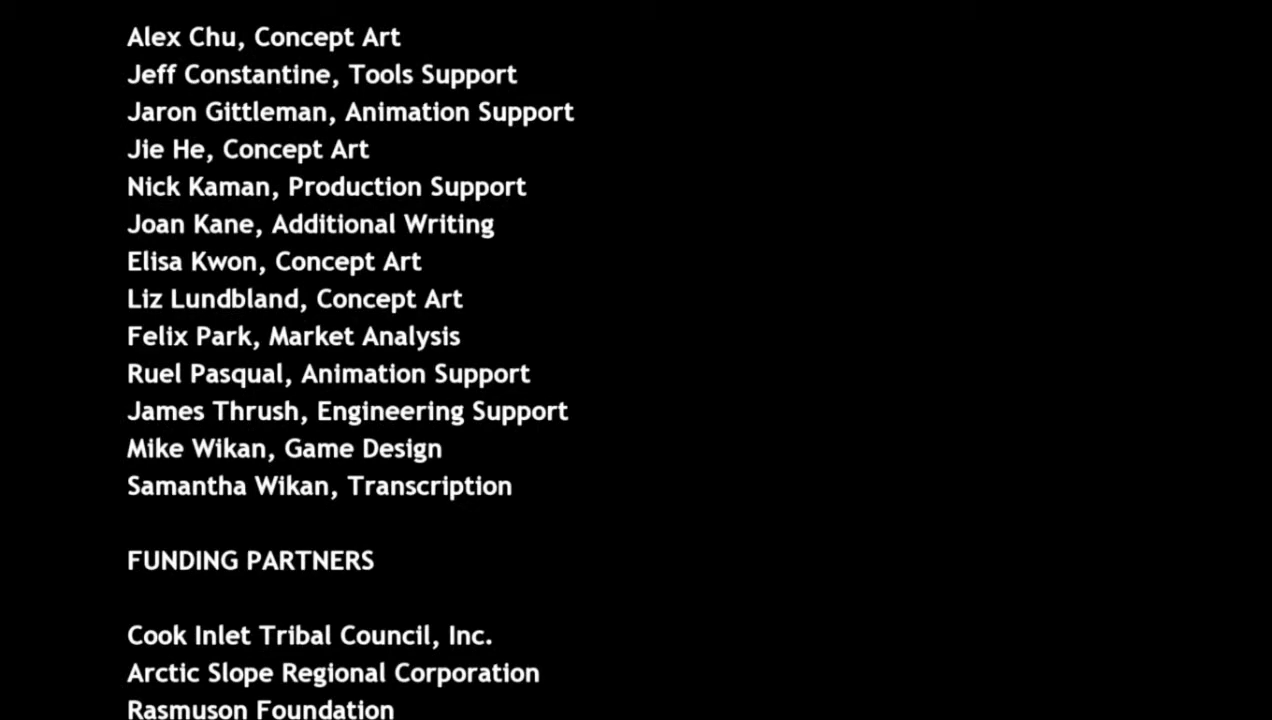 Alex Chu, Concept Art
Jeff Constantine, Tools Support
Jaron Gittleman, Animation Support
Jie He, Concept Art
Nick Kaman, Production Support
Joan Kane, Additional Writing
Elisa Kwon, Concept Art
Liz Lundbland, Concept Art
Felix Park, Market Analysis
Ruel Pasqual, Animation Support
James Thrush, Engineering Support
Mike Wikan, Game Design
Samantha Wikan, Transcription
FUNDING PARTNERS
Cook Inlet Tribal Council, Inc.
Arctic Slope Regional Corporation
Rasmuson Foundation